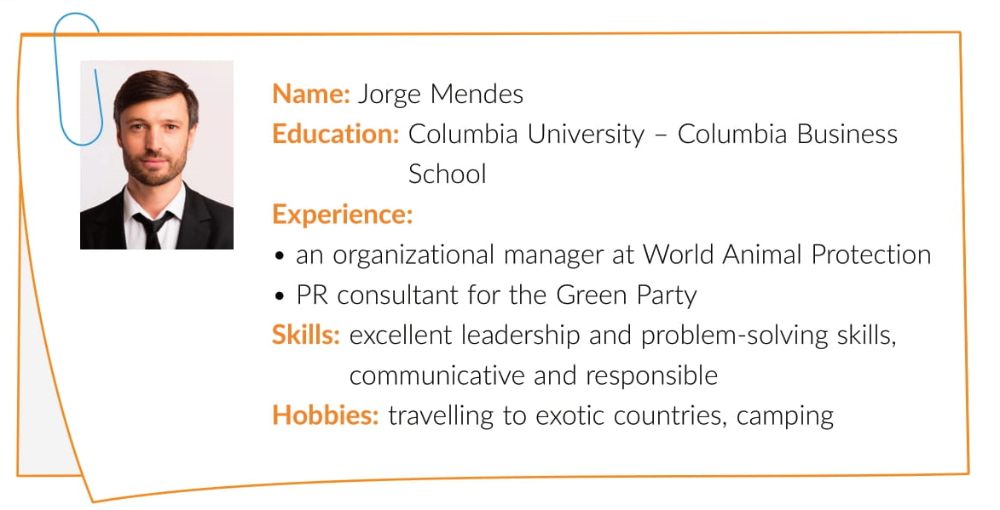 Name: Jorge Mendes
Education: Columbia University – Columbia Business
School
Experience:
• an organizational manager at World Animal Protection
• PR consultant for the Green Party
Skills: excellent leadership and problem-solving skills,
communicative and responsible
Hobbies: travelling to exotic countries, camping